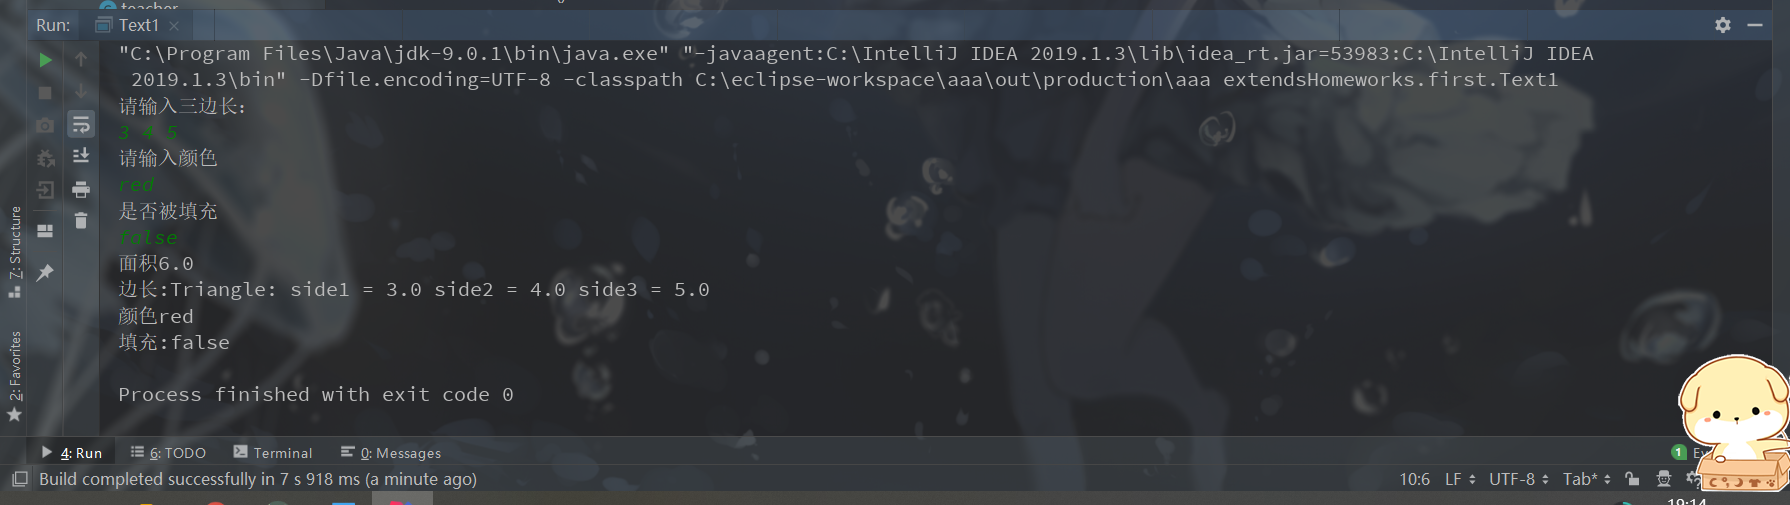 teacher
Run: Text1
"C:\Program Files\Java\jdk-9.0.1\bin\java.exe" "-javaagent:C:\IntelliJ IDEA 2019.1.3\lib\idea_rt.jar=53983:C:\IntelliJ IDEA
2019.1.3\bin" -Dfile.encoding=UTF-8 -classpath C:\eclipse-workspace\aaa\out\production\aaa extendsHomeworks.first.Text1
请输入三边长:
3 4 5
请输入颜色
red
是否被填充
false
面积6.0
边长:Triangle: side1 = 3.0 side2 = 4.0 side3 = 5.0
颜色red
填充:false
Process finished with exit code 0
7: Structure
2: Favorites
4: Run 6: TODO Terminal 0: Messages 1
Build completed successfully in 7 s 918 ms (a minute ago) 10:6 LF UTF-8 Tab*
19:14